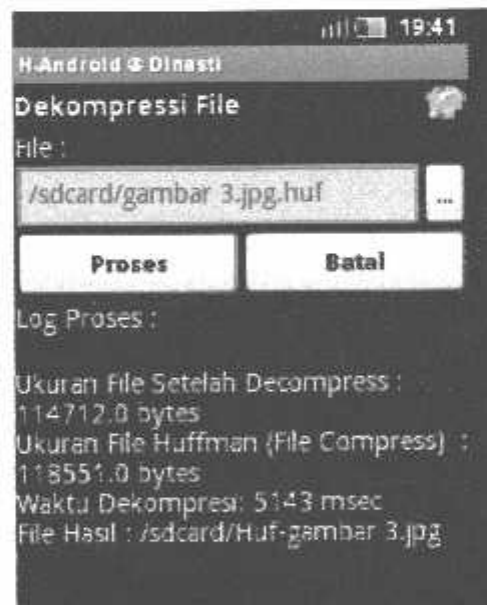 19:41
H-Android @ Dinasti
Dekompressi File
File :
/sdcard/gambar 3.jpg.huf ...
Proses Batal
Log Proses :
Ukuran File Setelah Decompress :
114712.0 bytes
Ukuran File Huffman (File Compress) :
118551.0 bytes
Waktu Dekompresi: 5143 msec
File Hasil : /sdcard/Huf-gambar 3.jpg